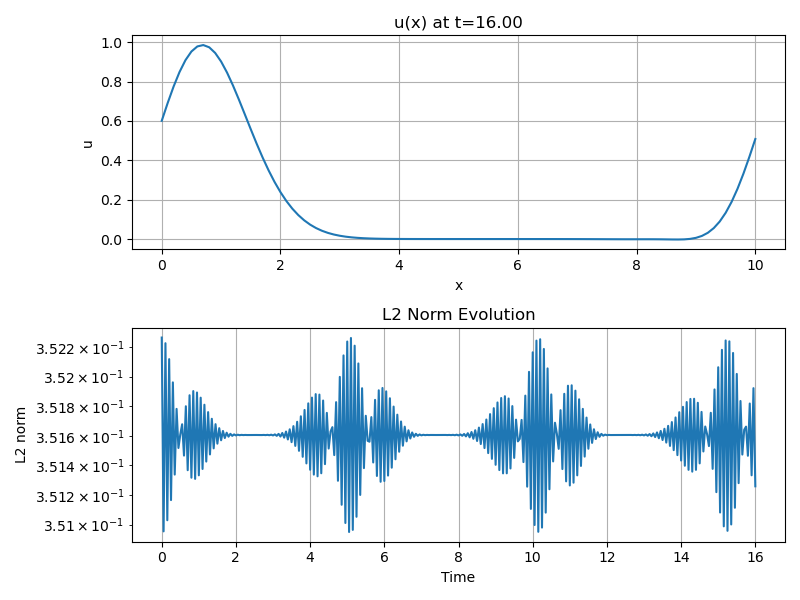 u(x) at t=16.00
1.0
0.8
0.6
0.4
0.2
0.0
u
0 2 4 6 8 10
x
L2 Norm Evolution
3.522 × 10⁻¹
3.52 × 10⁻¹
3.518 × 10⁻¹
3.516 × 10⁻¹
3.514 × 10⁻¹
3.512 × 10⁻¹
3.51 × 10⁻¹
L2 norm
0 2 4 6 8 10 12 14 16
Time